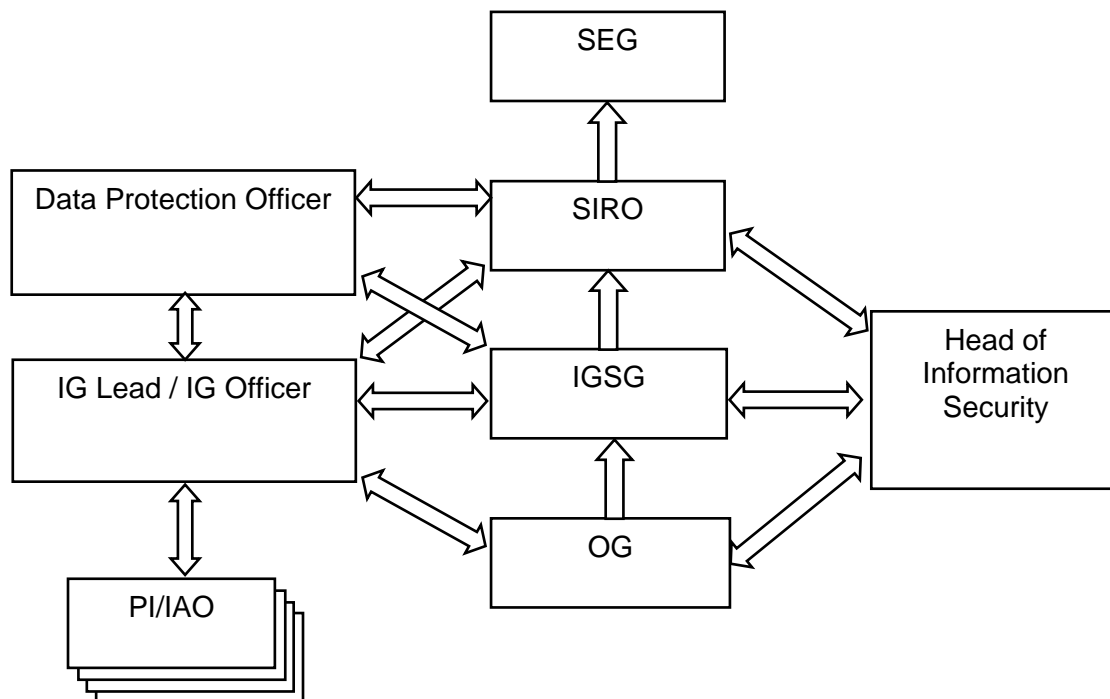 SEG
Data Protection Officer
SIRO
Head of
Information
Security
IG Lead / IG Officer
IGSG
OG
PI/IAO